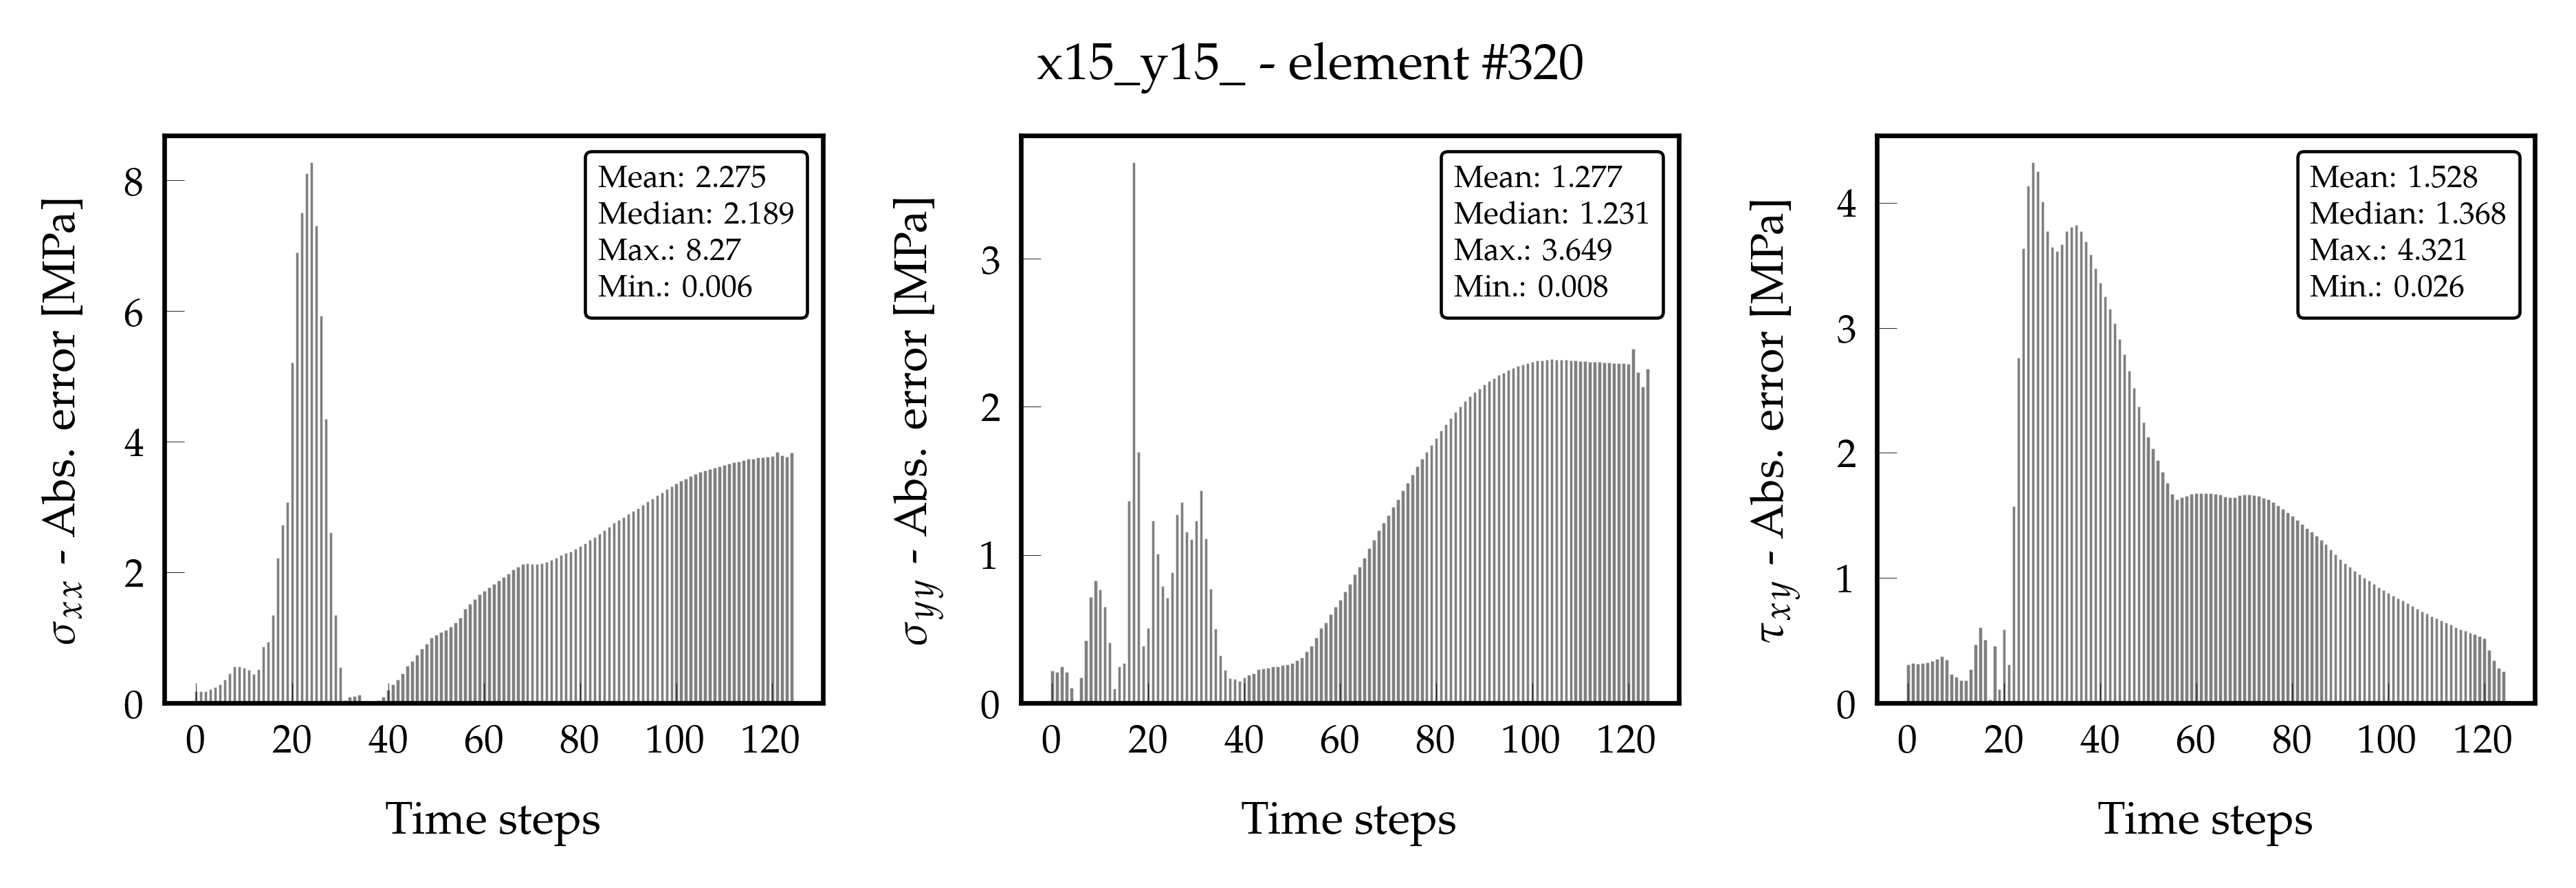 x15_y15_ - element #320
σxx - Abs. error [MPa]
8
6
4
2
0
0 20 40 60 80 100 120
Time steps
Mean: 2.275
Median: 2.189
Max.: 8.27
Min.: 0.006
σyy - Abs. error [MPa]
3
2
1
0
0 20 40 60 80 100 120
Time steps
Mean: 1.277
Median: 1.231
Max.: 3.649
Min.: 0.008
τxy - Abs. error [MPa]
4
3
2
1
0
0 20 40 60 80 100 120
Time steps
Mean: 1.528
Median: 1.368
Max.: 4.321
Min.: 0.026